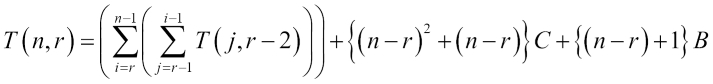 T(n,r) = (∑_{i=r}^{n-1} (∑_{j=r-1}^{i-1} T(j,r-2))) + {(n-r)^2 + (n-r)}C + {(n-r)+1}B